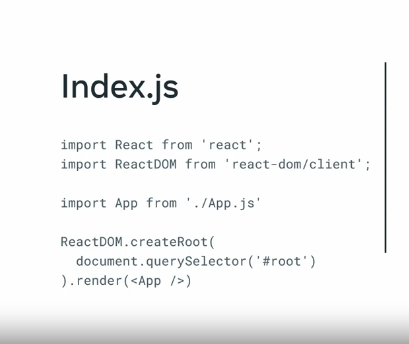 Index.js
import React from 'react';
import ReactDOM from 'react-dom/client';
import App from './App.js'
ReactDOM.createRoot(
document.querySelector('#root')
).render(<App />)